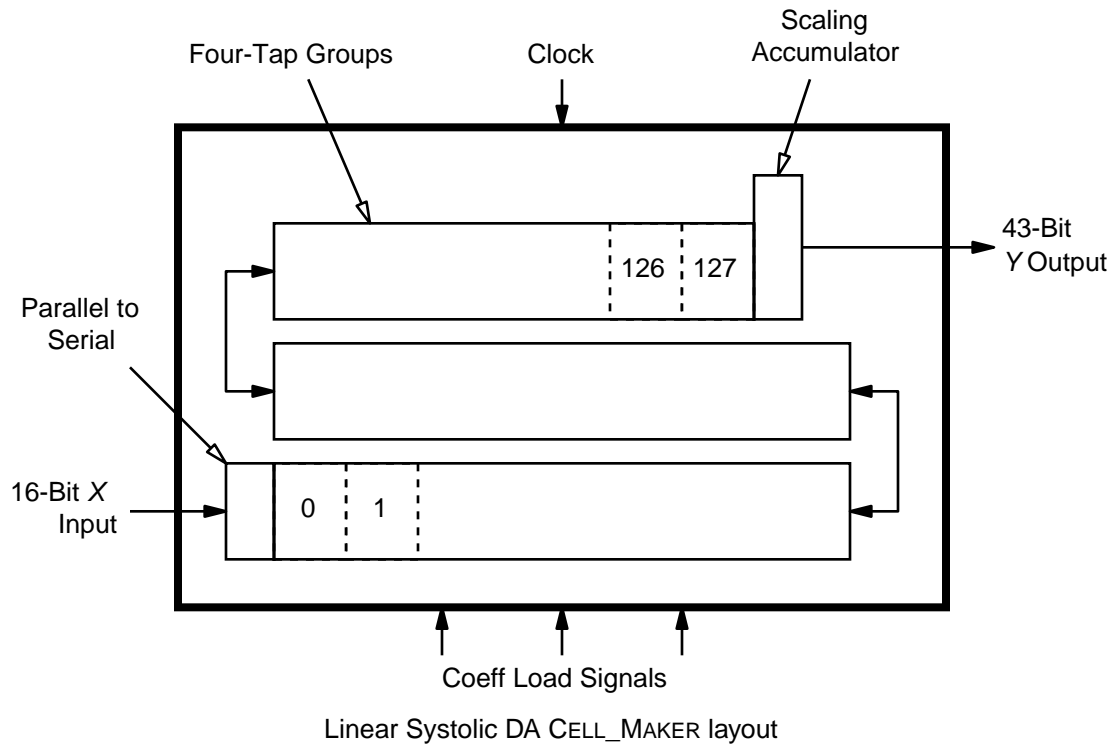 Scaling
Accumulator
Four-Tap Groups
Clock
43-Bit
Y Output
126
127
Parallel to
Serial
16-Bit X
Input
0
1
Coeff Load Signals
Linear Systolic DA CELL_MAKER layout